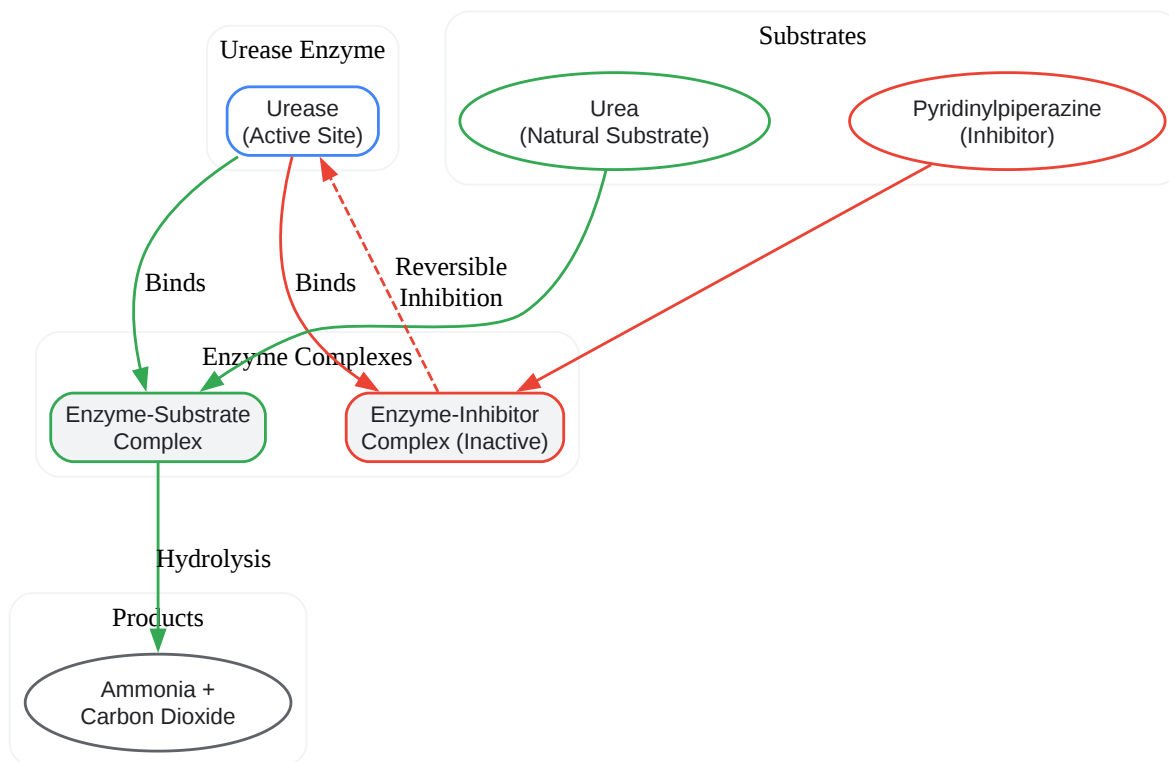 Urease Enzyme
Substrates
Urease
(Active Site)
Urea
(Natural Substrate)
Pyridinylpiperazine
(Inhibitor)
Binds
Binds
Reversible
Inhibition
Enzyme Complexes
Enzyme-Substrate
Complex
Enzyme-Inhibitor
Complex (Inactive)
Hydrolysis
Products
Ammonia +
Carbon Dioxide